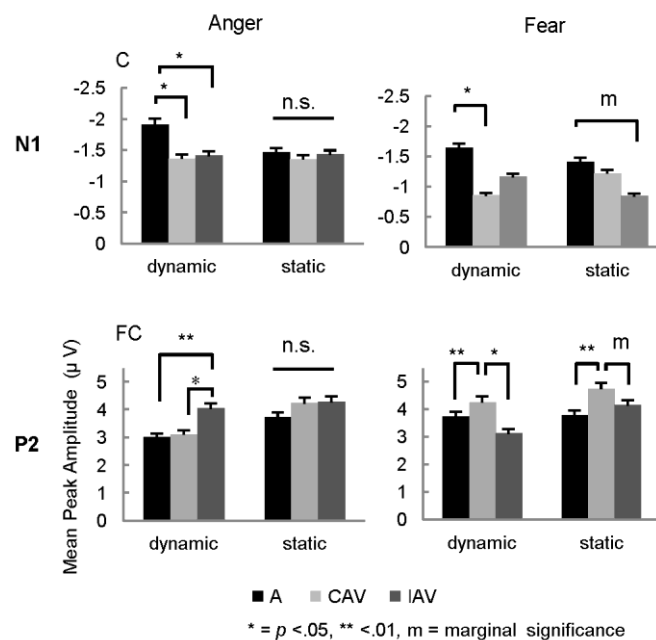 Anger
Fear
C
N1
-2.5
-2
-1.5
-1
-0.5
0
*
*
n.s.
dynamic
static
-2.5
-2
-1.5
-1
-0.5
0
*
m
dynamic
static
FC
P2
Mean Peak Amplitude (µ V)
5
4
3
2
1
0
**
*
n.s.
dynamic
static
5
4
3
2
1
0
**
*
**
m
dynamic
static
A CAV IAV
* = p <.05, ** <.01, m = marginal significance